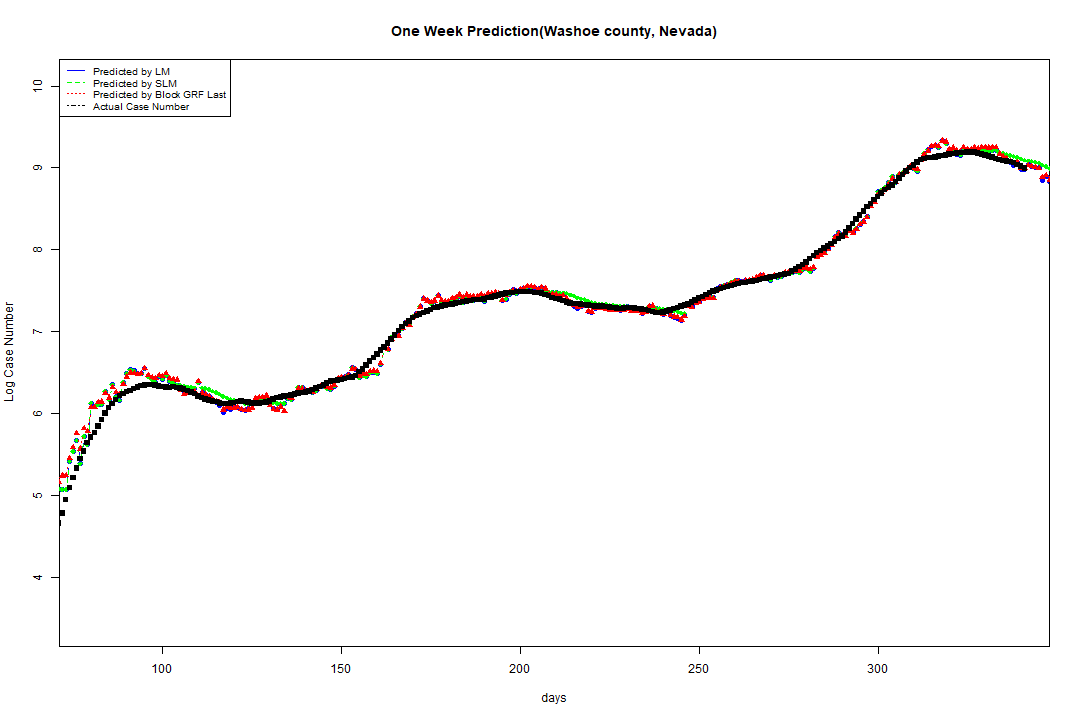 One Week Prediction(Washoe county, Nevada)
Predicted by LM
Predicted by SLM
Predicted by Block GRF Last
Actual Case Number
10
9
8
7
6
5
4
Log Case Number
100 150 200 250 300
days